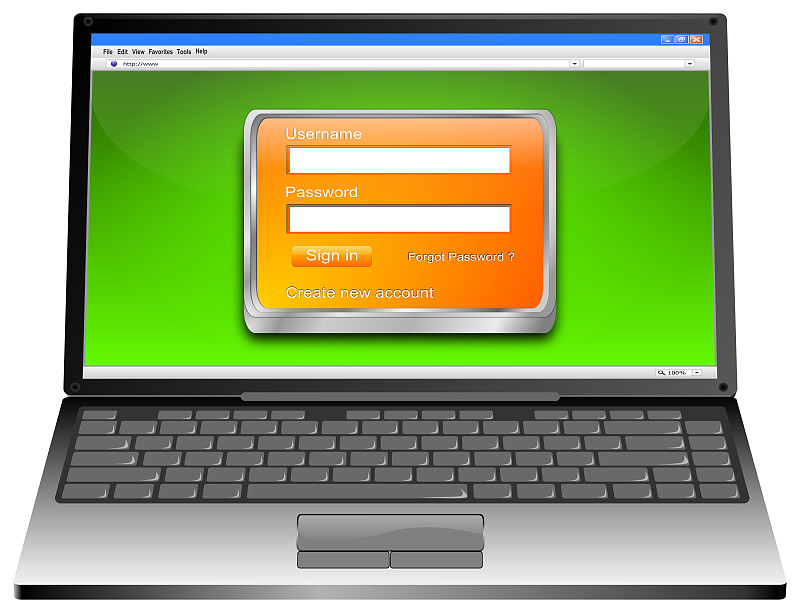 File Edit View Favorites Tools Help
http://www
Username
Password
Sign in
Forgot Password ?
Create new account
100%